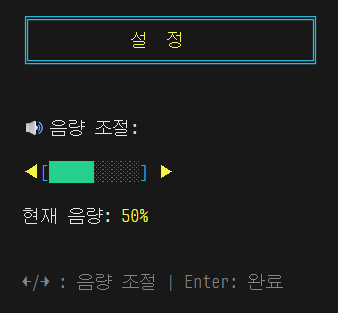 설 정
🔊 음량 조절:
◀[█████░░░░░] ▶
현재 음량: 50%
←/→ : 음량 조절 | Enter: 완료